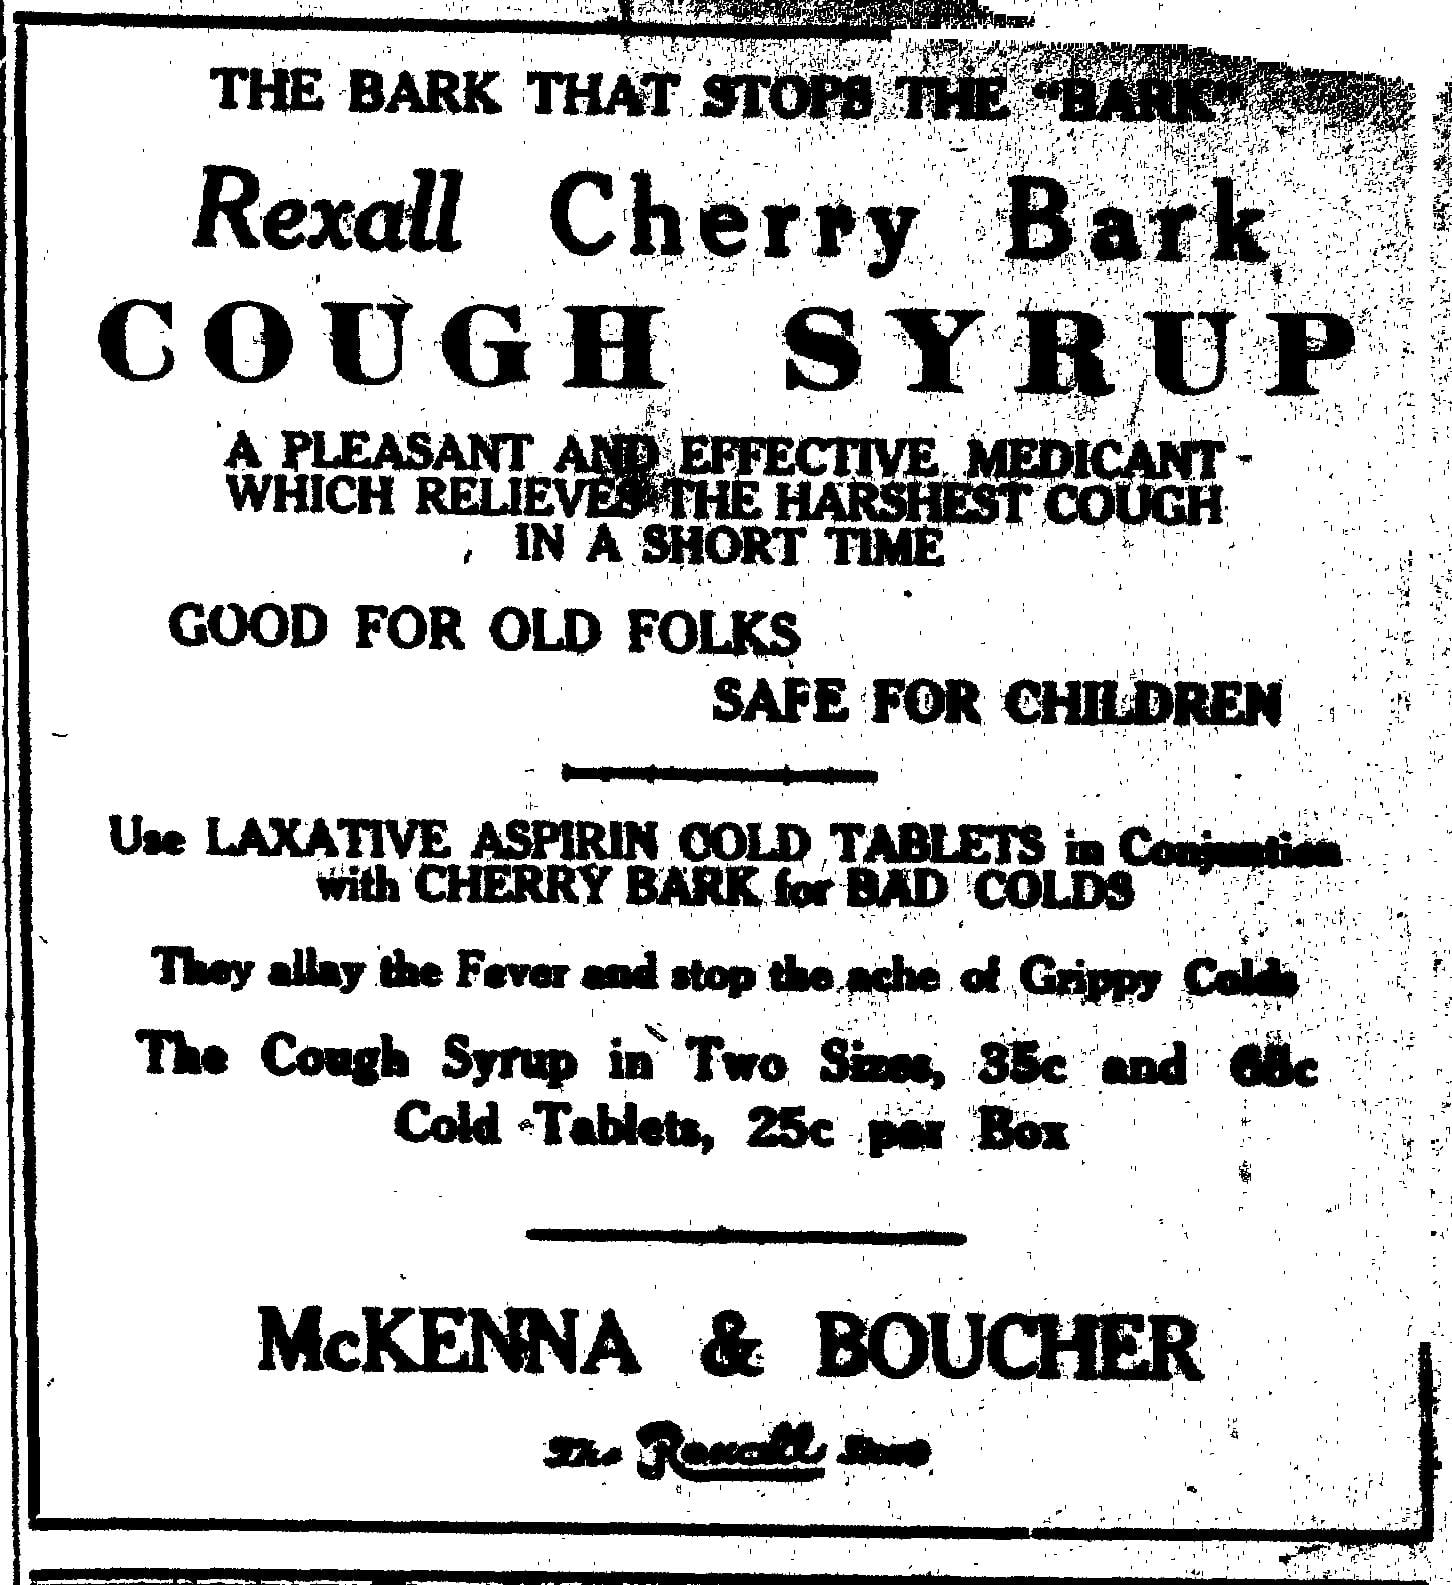 THE BARK THAT STOPS THE "BARK"
Rexall Cherry Bark
COUGH SYRUP
A PLEASANT AND EFFECTIVE MEDICANT
WHICH RELIEVES THE HARSHEST COUGH
IN A SHORT TIME
GOOD FOR OLD FOLKS
SAFE FOR CHILDREN
Use LAXATIVE ASPIRIN COLD TABLETS in Conjuntion
with CHERRY BARK for BAD COLDS
They allay the Fever and stop the ache of Grippy Colds
The Cough Syrup in Two Sizes, 35c and
Cold Tablets, 25c per Box
McKENNA & BOUCHER
The Rexall Store